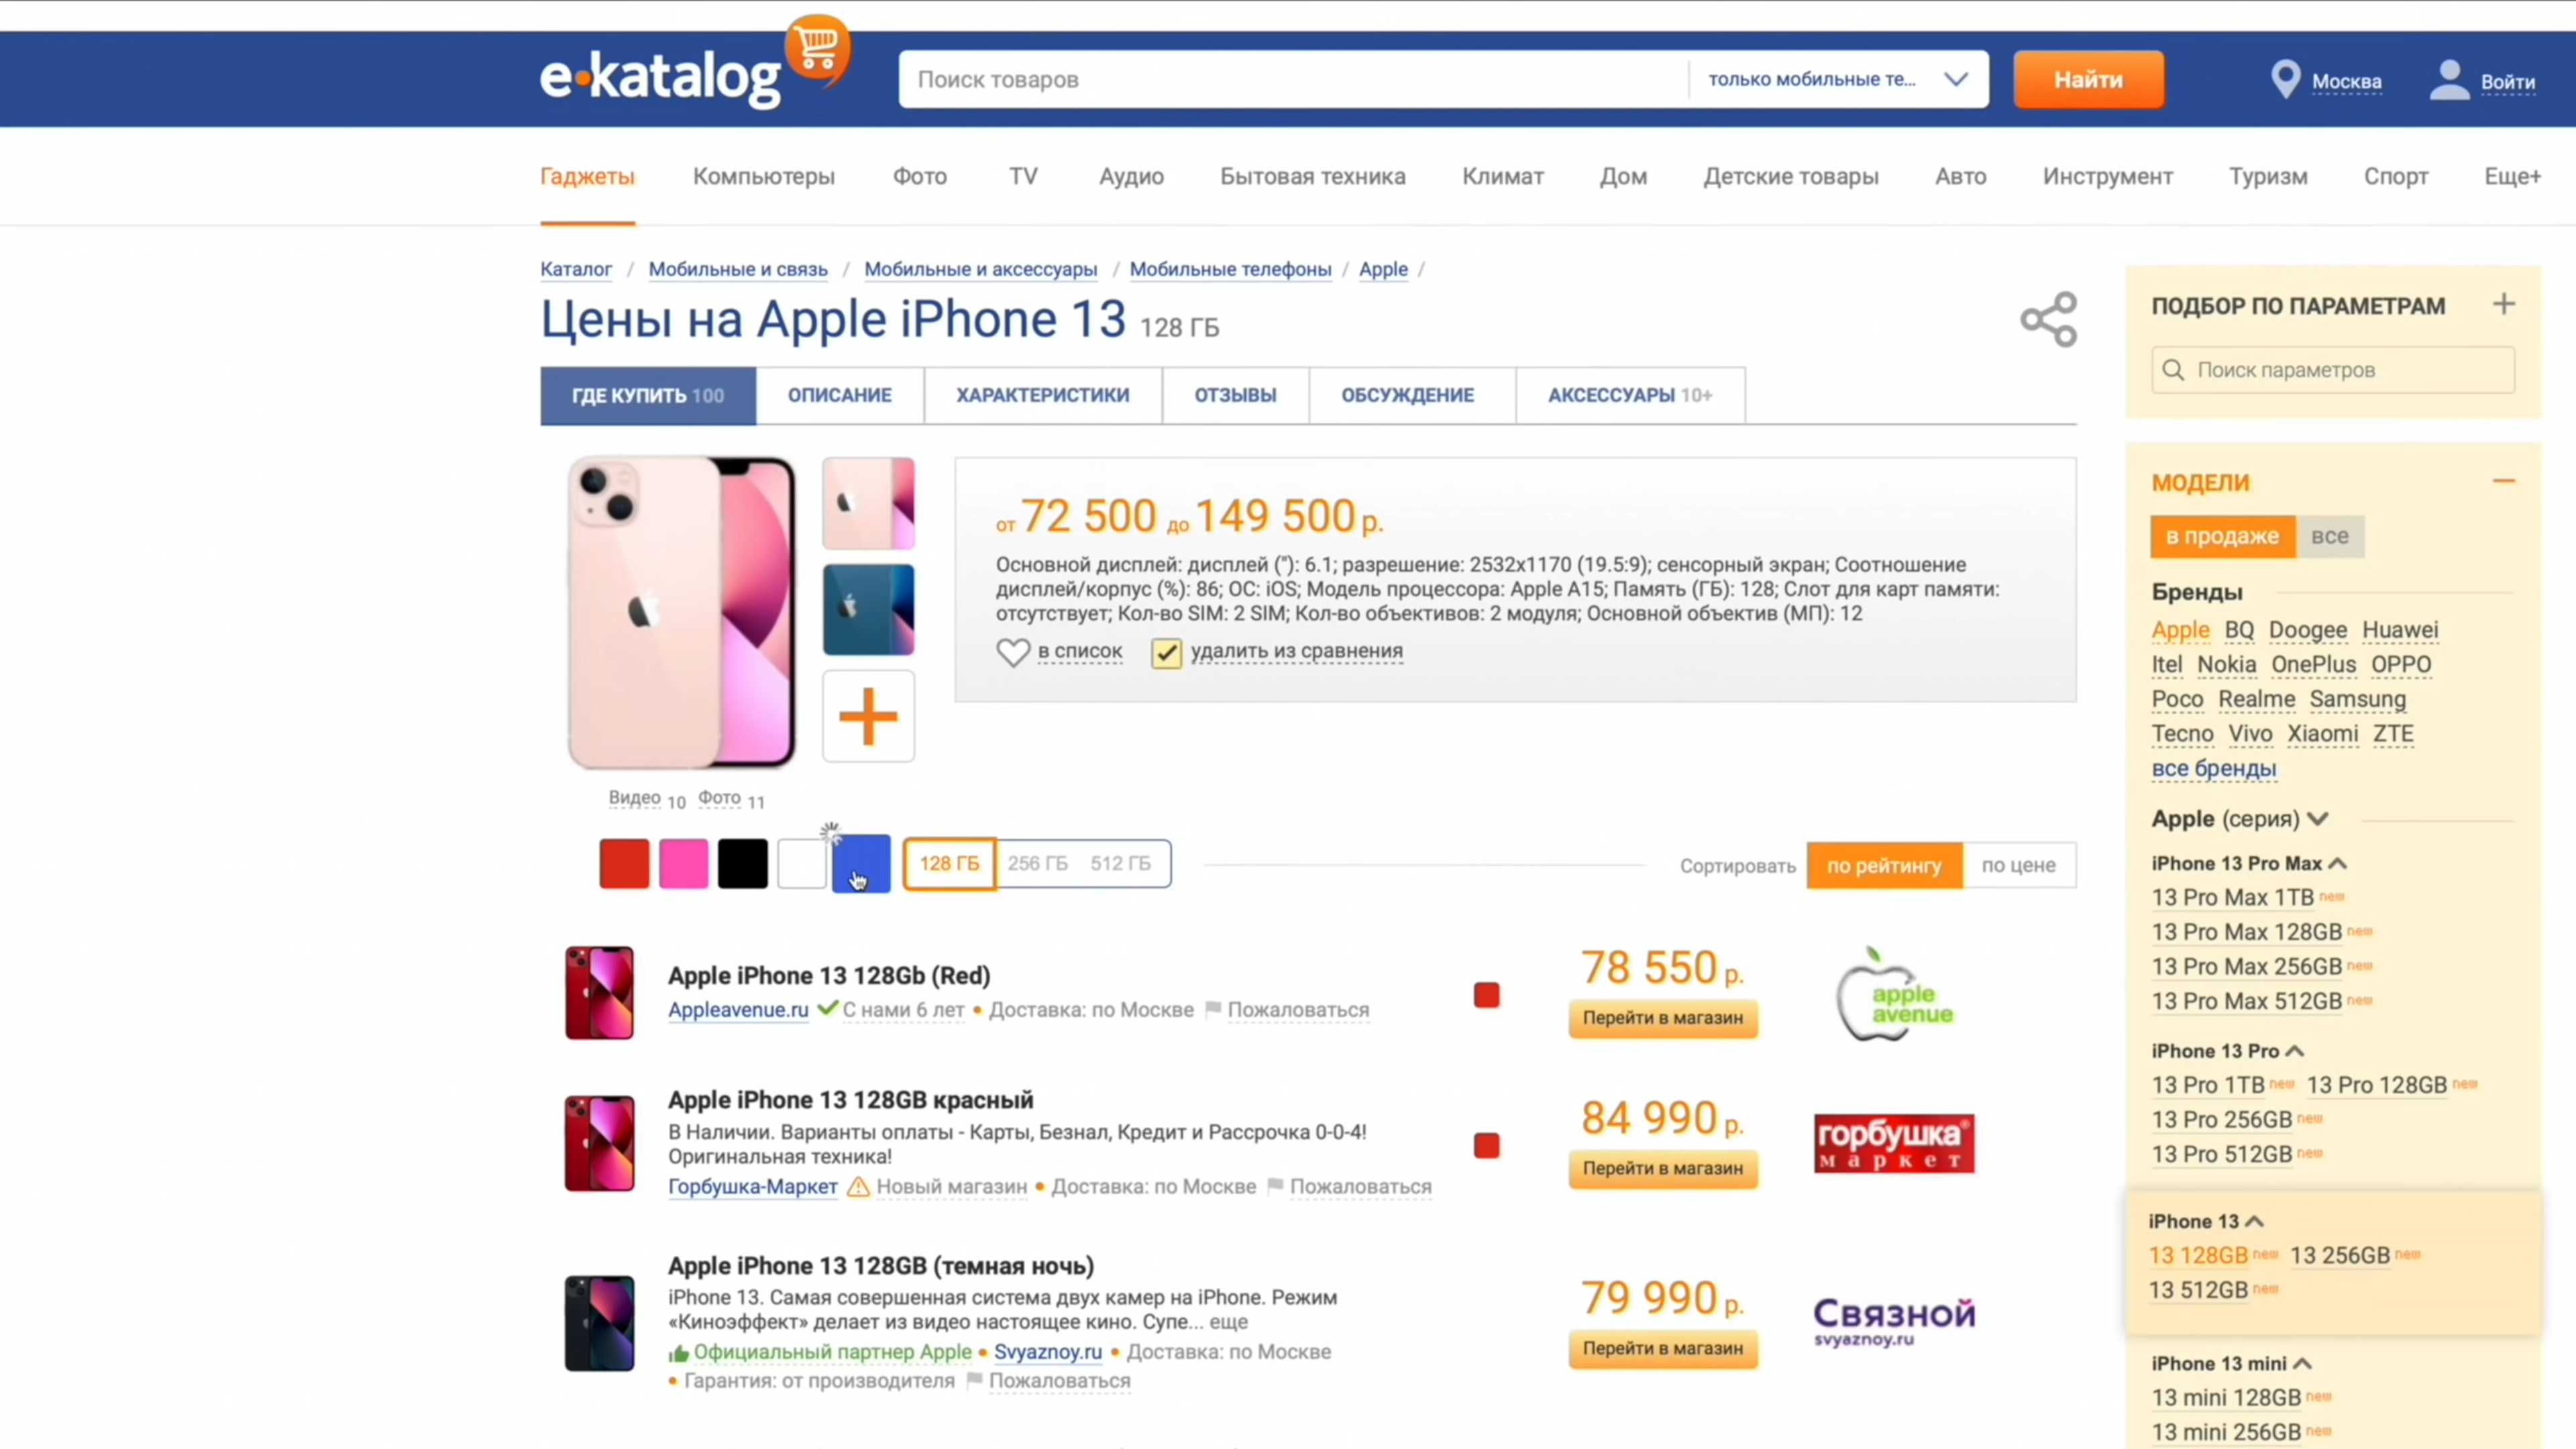 e•katalog
Поиск товаров
только мобильные те...
Найти
Москва
Войти
Гаджеты Компьютеры Фото TV Аудио Бытовая техника Климат Дом Детские товары Авто Инструмент Туризм Спорт Еще+
Каталог / Мобильные и связь / Мобильные и аксессуары / Мобильные телефоны / Apple /
Цены на Apple iPhone 13 128 ГБ
ГДЕ КУПИТЬ 100 ОПИСАНИЕ ХАРАКТЕРИСТИКИ ОТЗЫВЫ ОБСУЖДЕНИЕ АКСЕССУАРЫ 10+
от 72 500 до 149 500 р.
Основной дисплей: дисплей ("): 6.1; разрешение: 2532x1170 (19.5:9); сенсорный экран; Соотношение
дисплей/корпус (%): 86; ОС: iOS; Модель процессора: Apple A15; Память (ГБ): 128; Слот для карт памяти:
отсутствует; Кол-во SIM: 2 SIM; Кол-во объективов: 2 модуля; Основной объектив (МП): 12
в список удалить из сравнения
Видео 10 Фото 11
128 ГБ 256 ГБ 512 ГБ
Сортировать по рейтингу по цене
Apple iPhone 13 128Gb (Red)
Appleavenue.ru С нами 6 лет • Доставка: по Москве Пожаловаться
78 550 р.
Перейти в магазин
apple
avenue
Apple iPhone 13 128GB красный
В Наличии. Варианты оплаты - Карты, Безнал, Кредит и Рассрочка 0-0-4!
Оригинальная техника!
Горбушка-Маркет Новый магазин • Доставка: по Москве Пожаловаться
84 990 р.
Перейти в магазин
горбушка®
маркет
Apple iPhone 13 128GB (темная ночь)
iPhone 13. Самая совершенная система двух камер на iPhone. Режим
«Киноэффект» делает из видео настоящее кино. Супе... еще
Официальный партнер Apple • Svyaznoy.ru • Доставка: по Москве
• Гарантия: от производителя Пожаловаться
79 990 р.
Перейти в магазин
Связной
svyaznoy.ru
ПОДБОР ПО ПАРАМЕТРАМ +
Поиск параметров
МОДЕЛИ
в продаже все
Бренды
Apple BQ Doogee Huawei
Itel Nokia OnePlus OPPO
Poco Realme Samsung
Tecno Vivo Xiaomi ZTE
все бренды
Apple (серия)
iPhone 13 Pro Max
13 Pro Max 1TB new
13 Pro Max 128GB new
13 Pro Max 256GB new
13 Pro Max 512GB new
iPhone 13 Pro
13 Pro 1TB new 13 Pro 128GB new
13 Pro 256GB new
13 Pro 512GB new
iPhone 13
13 128GB new 13 256GB new
13 512GB new
iPhone 13 mini
13 mini 128GB new
13 mini 256GB new